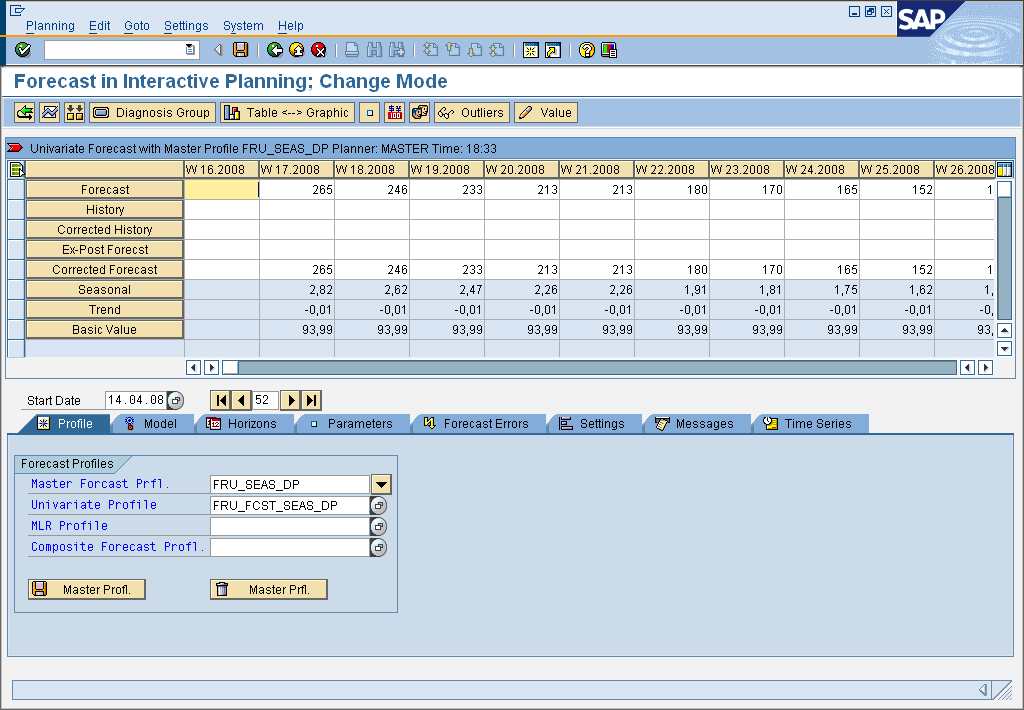 Planning Edit Goto Settings System Help
SAP
Forecast in Interactive Planning; Change Mode
Diagnosis Group Table <--> Graphic Outliers Value
Univariate Forecast with Master Profile FRU_SEAS_DP Planner: MASTER Time: 18:33
W 16.2008 W 17.2008 W 18.2008 W 19.2008 W 20.2008 W 21.2008 W 22.2008 W 23.2008 W 24.2008 W 25.2008 W 26.2008
Forecast 265 246 233 213 213 180 170 165 152 1
History
Corrected History
Ex-Post Forecst
Corrected Forecast 265 246 233 213 213 180 170 165 152 1
Seasonal 2,82 2,62 2,47 2,26 2,26 1,91 1,81 1,75 1,62 1,
Trend -0,01 -0,01 -0,01 -0,01 -0,01 -0,01 -0,01 -0,01 -0,01 -0,
Basic Value 93,99 93,99 93,99 93,99 93,99 93,99 93,99 93,99 93,99 93,
Start Date 14.04.08 52
Profile Model Horizons Parameters Forecast Errors Settings Messages Time Series
Forecast Profiles
Master Forcast Prfl. FRU_SEAS_DP
Univariate Profile FRU_FCST_SEAS_DP
MLR Profile
Composite Forecast Profl.
Master Profl. Master Prfl.